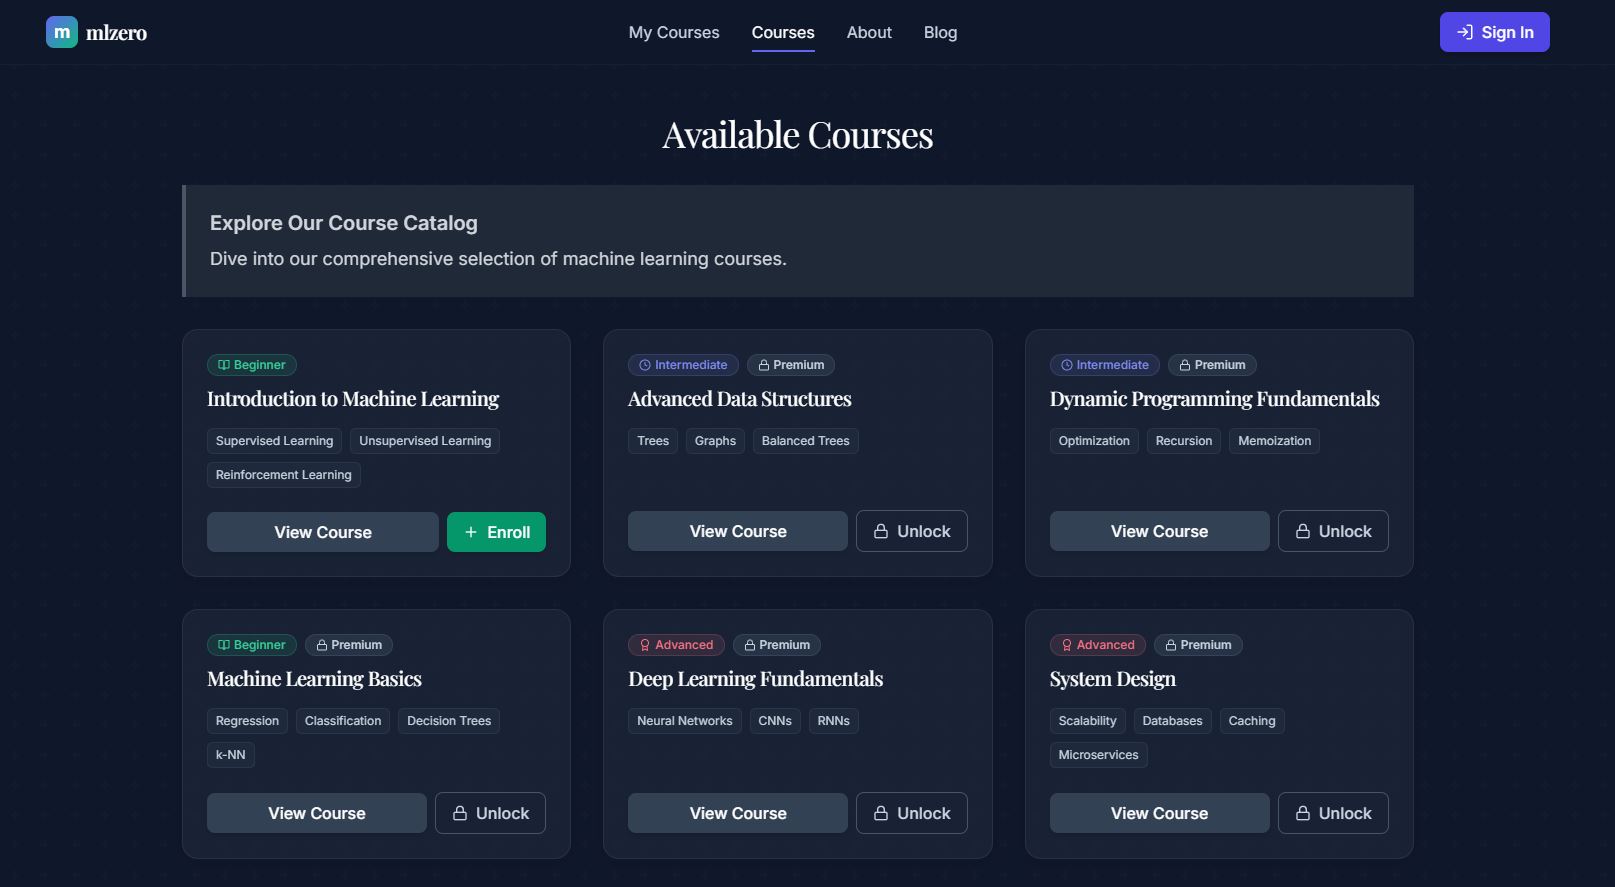 m mlzero
My Courses Courses About Blog
Sign In
Available Courses
Explore Our Course Catalog
Dive into our comprehensive selection of machine learning courses.
Beginner
Introduction to Machine Learning
Supervised Learning Unsupervised Learning
Reinforcement Learning
View Course + Enroll
Intermediate Premium
Advanced Data Structures
Trees Graphs Balanced Trees
View Course Unlock
Intermediate Premium
Dynamic Programming Fundamentals
Optimization Recursion Memoization
View Course Unlock
Beginner Premium
Machine Learning Basics
Regression Classification Decision Trees
k-NN
View Course Unlock
Advanced Premium
Deep Learning Fundamentals
Neural Networks CNNs RNNs
View Course Unlock
Advanced Premium
System Design
Scalability Databases Caching
Microservices
View Course Unlock